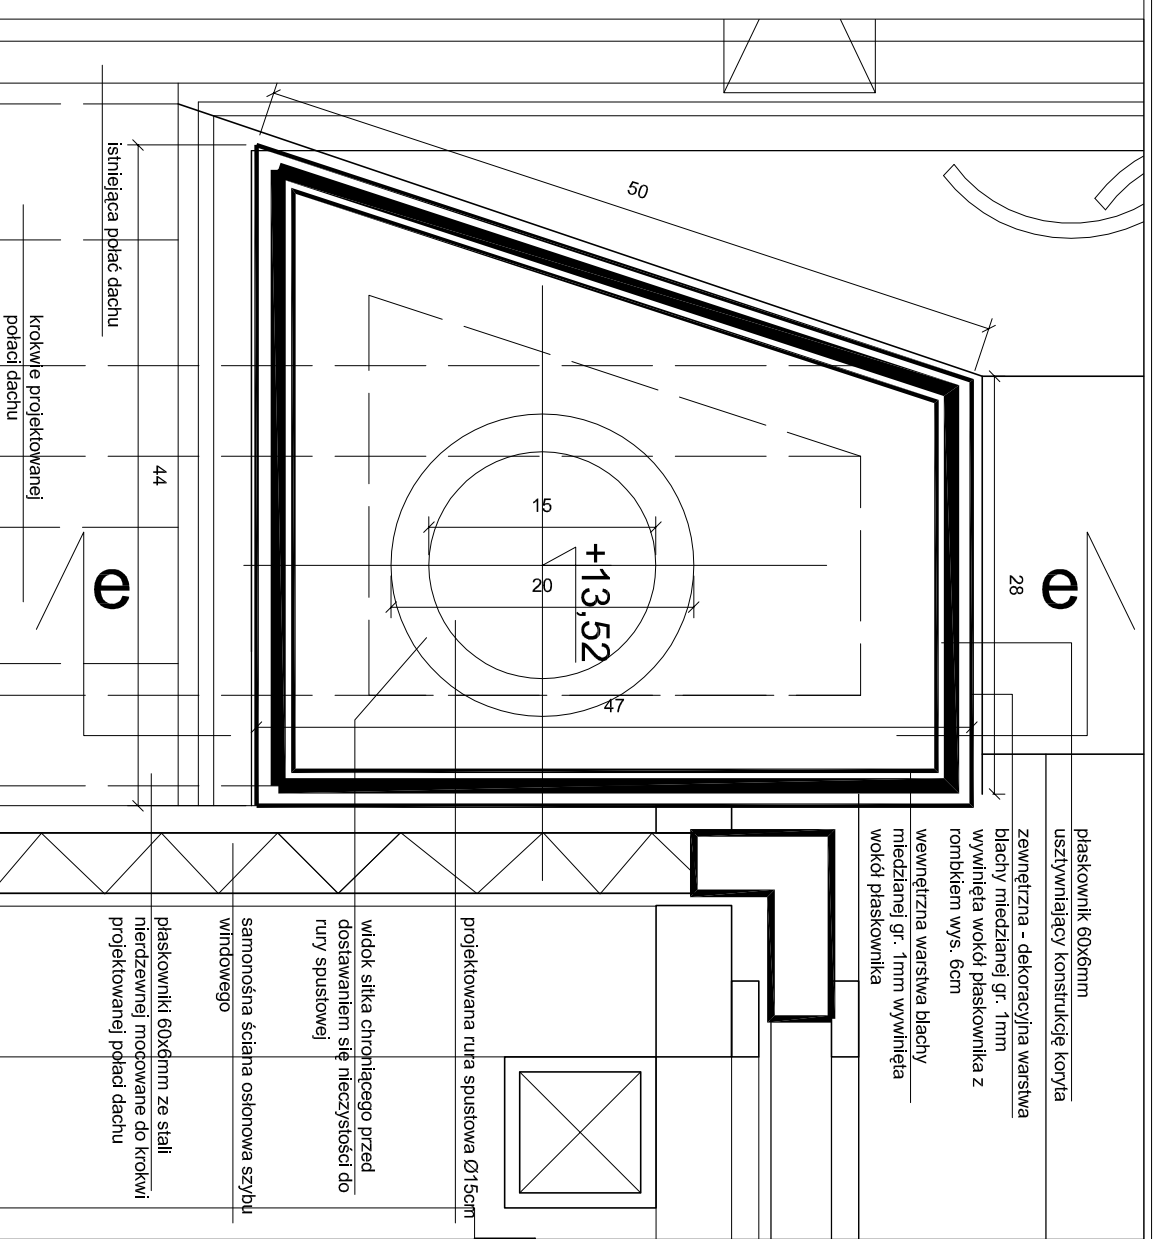 50
istniejąca połać dachu
krokwie projektowanej
połaci dachu
44
e
15
20
+13,52
28
e
47
płaskownik 60x6mm
usztywniający konstrukcję koryta
zewnętrzna - dekoracyjna warstwa
blachy miedzianej gr. 1mm
wywinięta wokół płaskownika z
rombkiem wys. 6cm
wewnętrzna warstwa blachy
miedzianej gr. 1mm wywinięta
wokół płaskownika
projektowana rura spustowa Ø15cm
widok sitka chroniącego przed
dostawaniem się nieczystości do
rury spustowej
samonośna ściana osłonowa szybu
windowego
płaskowniki 60x6mm ze stali
nierdzewnej mocowane do krokwi
projektowanej połaci dachu